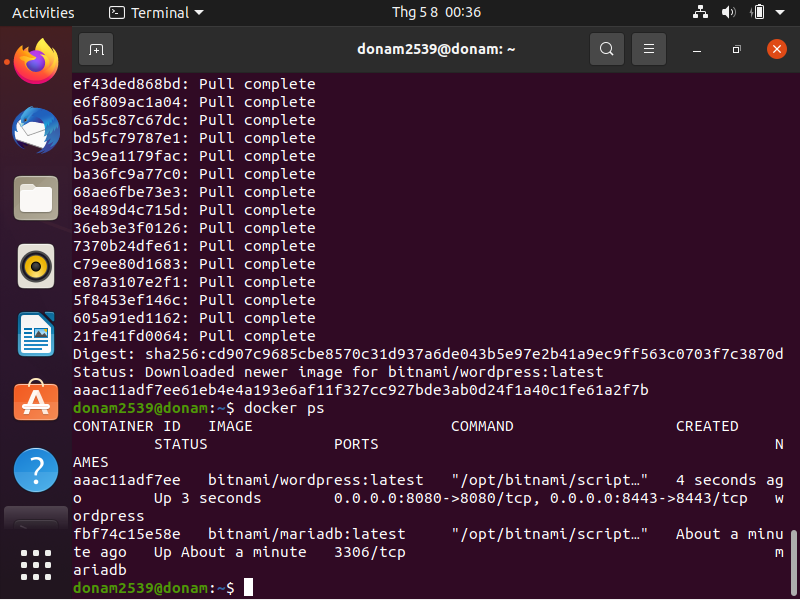 Activities
Terminal
Thg 5 8 00:36
donam2539@donam: ~
ef43ded868bd: Pull complete
e6f809ac1a04: Pull complete
6a55c87c67dc: Pull complete
bd5fc79787e1: Pull complete
3c9ea1179fac: Pull complete
ba36fc9a77c0: Pull complete
68ae6fbe73e3: Pull complete
8e489d4c715d: Pull complete
36eb3e3f0126: Pull complete
7370b24dfe61: Pull complete
c79ee80d1683: Pull complete
e87a3107e2f1: Pull complete
5f8453ef146c: Pull complete
605a91ed1162: Pull complete
21fe41fd0064: Pull complete
Digest: sha256:cd907c9685cbe8570c31d937a6de043b5e97e2b41a9ec9ff563c0703f7c3870d
Status: Downloaded newer image for bitnami/wordpress:latest
aaac11adf7ee61eb4e4a193e6af11f327cc927bde3ab0d24f1a40c1fe61a2f7b
donam2539@donam:~$ docker ps
CONTAINER ID   IMAGE                      COMMAND                  CREATED
         STATUS              PORTS                                            N
AMES
aaac11adf7ee   bitnami/wordpress:latest   "/opt/bitnami/script…"   4 seconds ag
o        Up 3 seconds        0.0.0.0:8080->8080/tcp, 0.0.0.0:8443->8443/tcp   w
ordpress
fbf74c15e58e   bitnami/mariadb:latest     "/opt/bitnami/script…"   About a minu
te ago   Up About a minute   3306/tcp                                         m
ariadb
donam2539@donam:~$